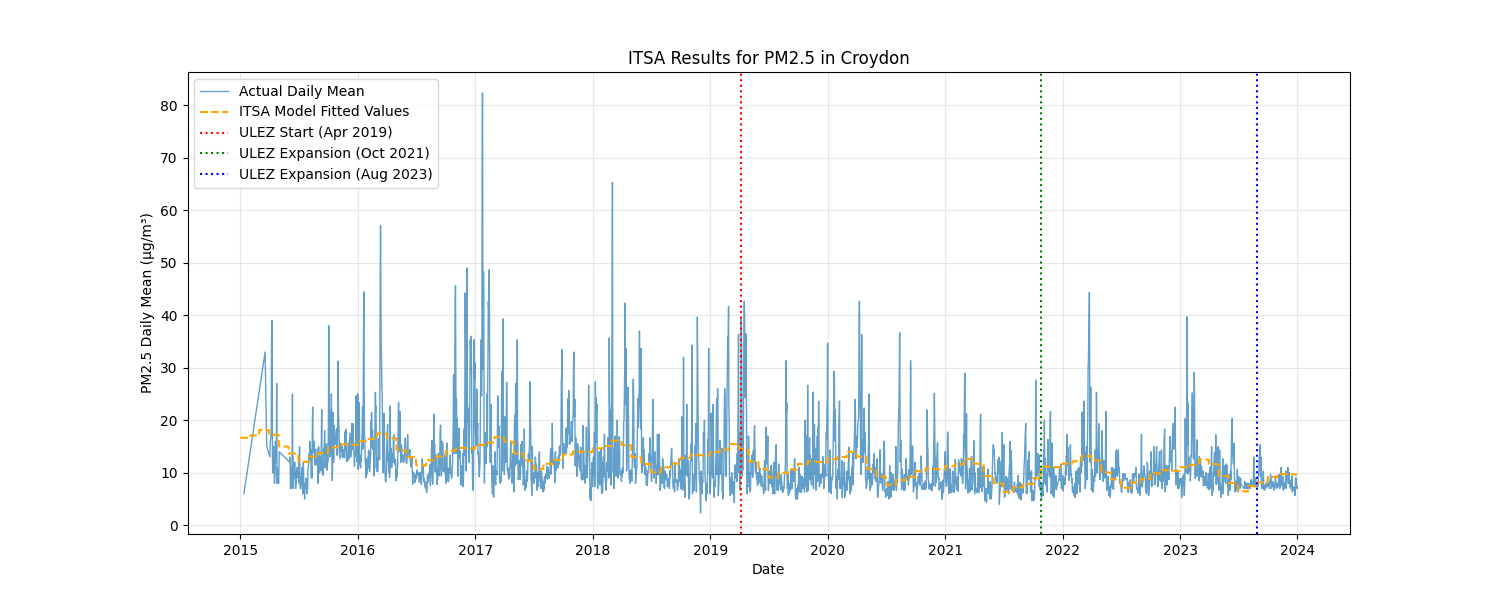 ITSA Results for PM2.5 in Croydon
Actual Daily Mean
ITSA Model Fitted Values
ULEZ Start (Apr 2019)
ULEZ Expansion (Oct 2021)
ULEZ Expansion (Aug 2023)
PM2.5 Daily Mean (µg/m³)
80
70
60
50
40
30
20
10
0
2015 2016 2017 2018 2019 2020 2021 2022 2023 2024
Date